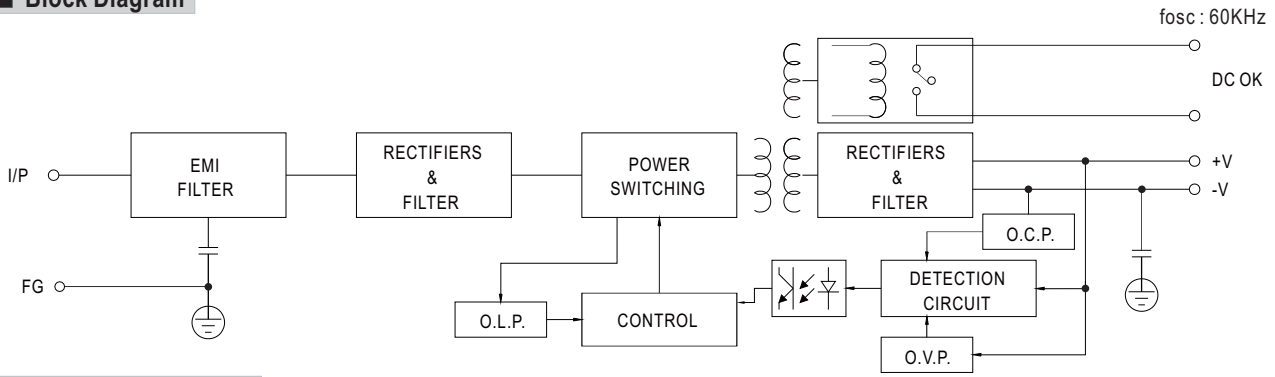 Block Diagram
fosc : 60KHz
DC OK
I/P
EMI
FILTER
RECTIFIERS
&
FILTER
POWER
SWITCHING
RECTIFIERS
&
FILTER
+V
-V
O.C.P.
FG
O.L.P.
CONTROL
DETECTION
CIRCUIT
O.V.P.